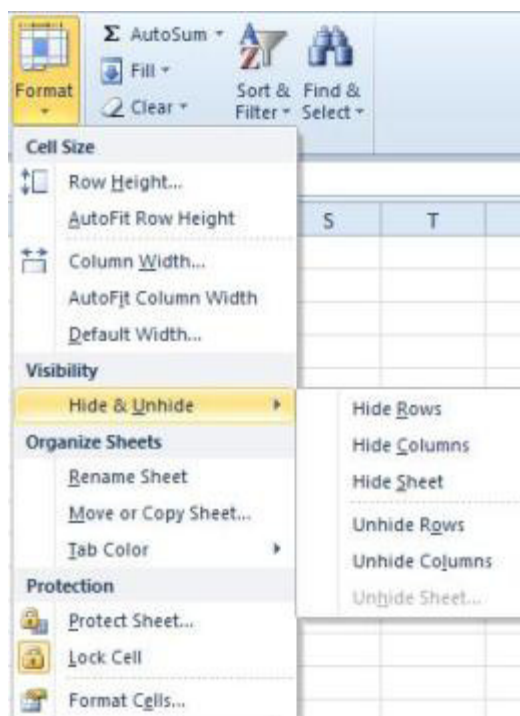 Σ AutoSum
Fill
Clear
Format
Sort & Filter
Find & Select
Cell Size
Row Height...
AutoFit Row Height
Column Width...
AutoFit Column Width
Default Width...
Visibility
Hide & Unhide
Organize Sheets
Rename Sheet
Move or Copy Sheet...
Tab Color
Protection
Protect Sheet...
Lock Cell
Format Cells...
S T
Hide Rows
Hide Columns
Hide Sheet
Unhide Rows
Unhide Columns
Unhide Sheet...